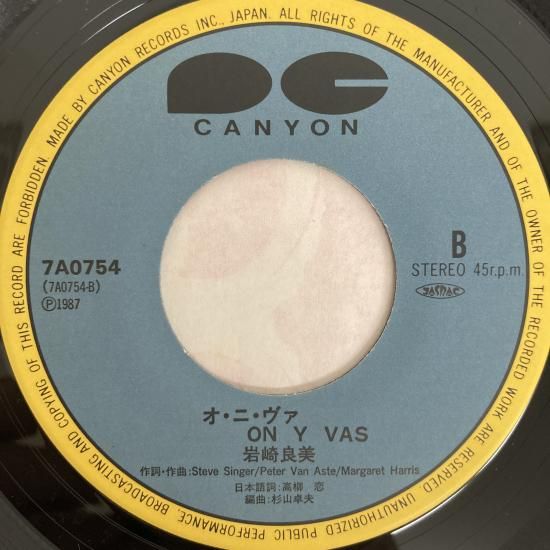 MADE BY CANYON RECORDS INC., JAPAN. ALL RIGHTS OF THE MANUFACTURER AND OF THE OWNER OF THE RECORDED WORK ARE RESERVED UNAUTHORIZED PUBLIC PERFORMANCE, BROADCASTING AND COPYING OF THIS RECORD ARE FORBIDDEN.
CANYON
7A0754
(7A0754-B)
Ⓟ1987
B
STEREO 45r.p.m.
JASRAC
オ・ニ・ヴァ
ON Y VAS
岩崎良美
作詞・作曲:Steve Singer/Peter Van Aste/Margaret Harris
日本語詞:高柳 恋
編曲:杉山卓夫